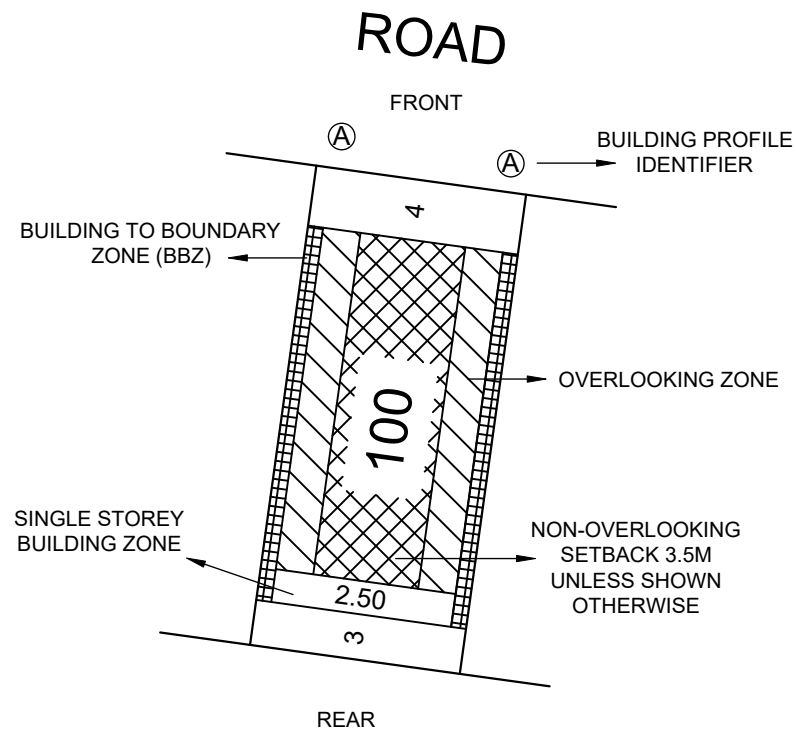 ROAD
FRONT
A
A
BUILDING PROFILE
IDENTIFIER
4
BUILDING TO BOUNDARY
ZONE (BBZ)
OVERLOOKING ZONE
100
SINGLE STOREY
BUILDING ZONE
NON-OVERLOOKING
SETBACK 3.5M
UNLESS SHOWN
OTHERWISE
2.50
3
REAR